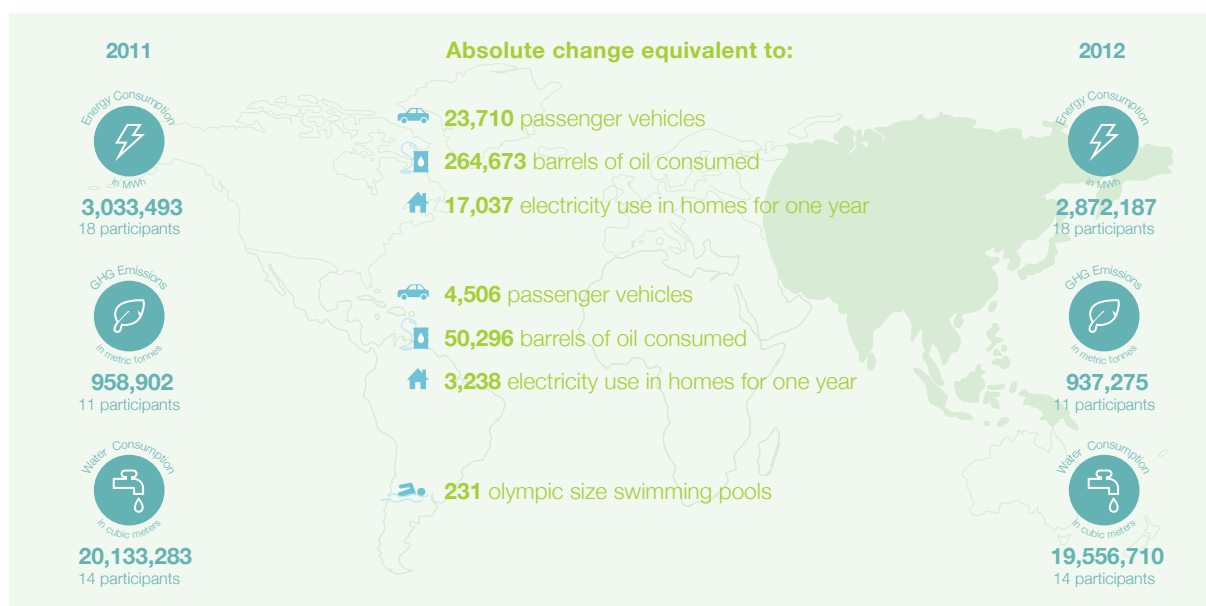 2011
Energy Consumption
in MWh
3,033,493
18 participants
GHG Emissions
in metric tonnes
958,902
11 participants
Water Consumption
in cubic meters
20,133,283
14 participants
Absolute change equivalent to:
23,710 passenger vehicles
264,673 barrels of oil consumed
17,037 electricity use in homes for one year
4,506 passenger vehicles
50,296 barrels of oil consumed
3,238 electricity use in homes for one year
231 olympic size swimming pools
2012
Energy Consumption
in MWh
2,872,187
18 participants
GHG Emissions
in metric tonnes
937,275
11 participants
Water Consumption
in cubic meters
19,556,710
14 participants